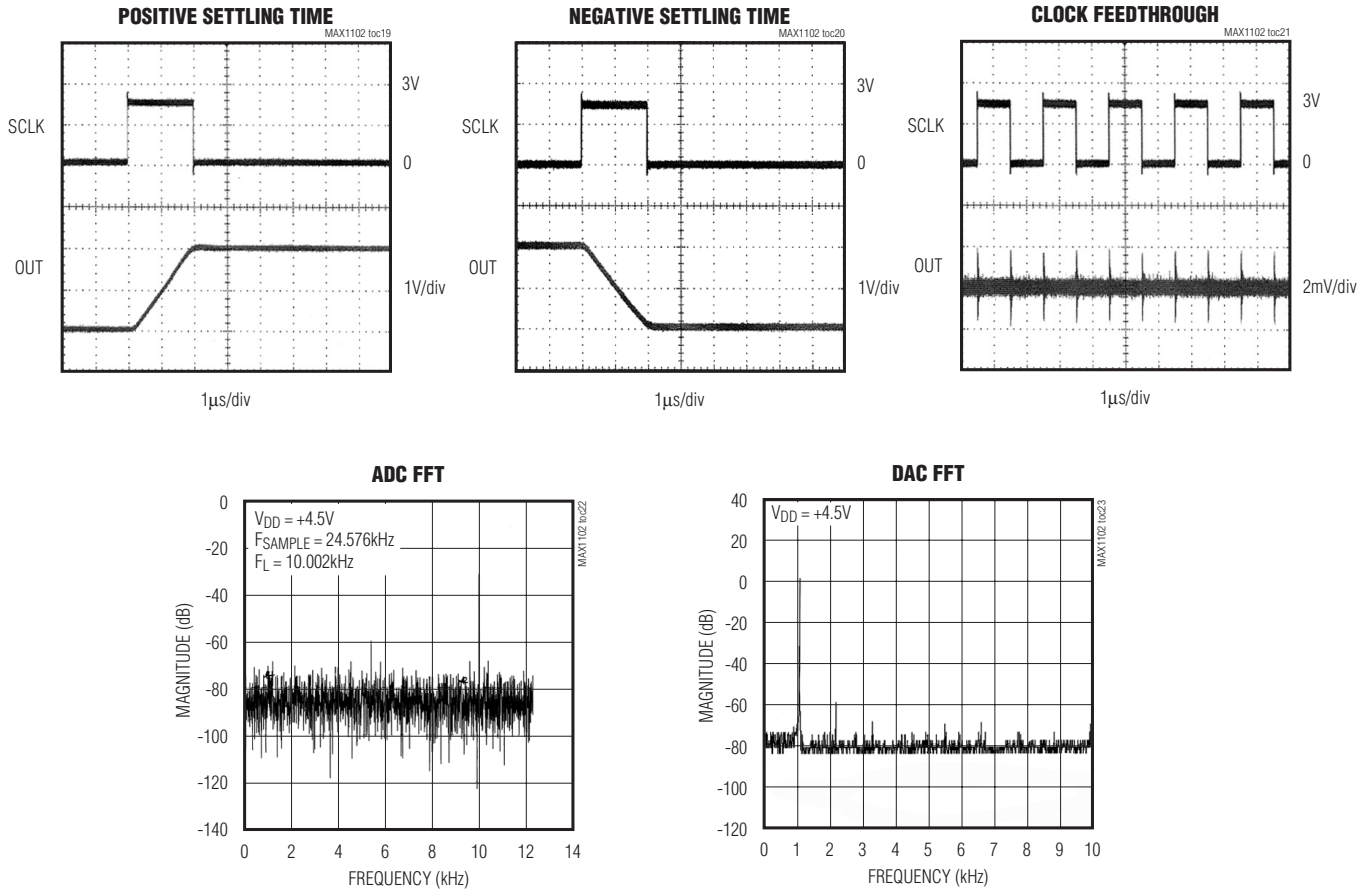 POSITIVE SETTLING TIME
MAX1102 toc19
SCLK
3V
0
OUT
1V/div
1µs/div
NEGATIVE SETTLING TIME
MAX1102 toc20
SCLK
3V
0
OUT
1V/div
1µs/div
CLOCK FEEDTHROUGH
MAX1102 toc21
SCLK
3V
0
OUT
2mV/div
1µs/div
ADC FFT
MAX1102 toc22
VDD = +4.5V
FSAMPLE = 24.576kHz
FL = 10.002kHz
MAGNITUDE (dB)
0
-20
-40
-60
-80
-100
-120
-140
0 2 4 6 8 10 12 14
FREQUENCY (kHz)
DAC FFT
MAX1102 toc23
VDD = +4.5V
MAGNITUDE (dB)
40
20
0
-20
-40
-60
-80
-100
-120
0 1 2 3 4 5 6 7 8 9 10
FREQUENCY (kHz)